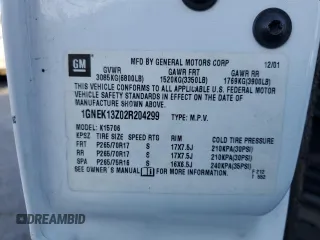 GM
MFD BY GENERAL MOTORS CORP 12/01
GVWR GAWR FRT GAWR RR
3085KG(6800LB) 1520KG(3350LB) 1769KG(3900LB)
THIS VEHICLE CONFORMS TO ALL APPLICABLE U.S. FEDERAL MOTOR
VEHICLE SAFETY AND THEFT PREVENTION STANDARDS IN EFFECT ON
THE DATE OF MANUFACTURE SHOWN ABOVE.
1GNEK13Z02R204299 TYPE: M.P.V.
MODEL: K15706
KPSZ TIRE SIZE SPEED RTG RIM COLD TIRE PRESSURE
FRT P265/70R17 S 17X7.5J 210KPA(30PSI)
RR P265/70R17 S 17X7.5J 210KPA(30PSI)
SPA P265/75R16 S 16X6.5J 240KPA(35PSI)
SEE OWNER'S MANUAL FOR MORE INFORMATION